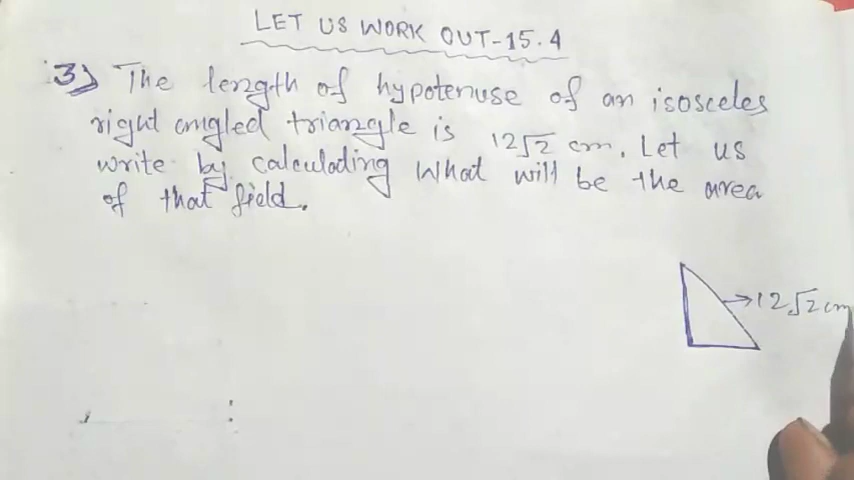 LET US WORK OUT-15.4
3) The length of hypotenuse of an isosceles
right angled triangle is 12√2 cm. Let us
write by calculating what will be the area
of that field.
12√2 cm